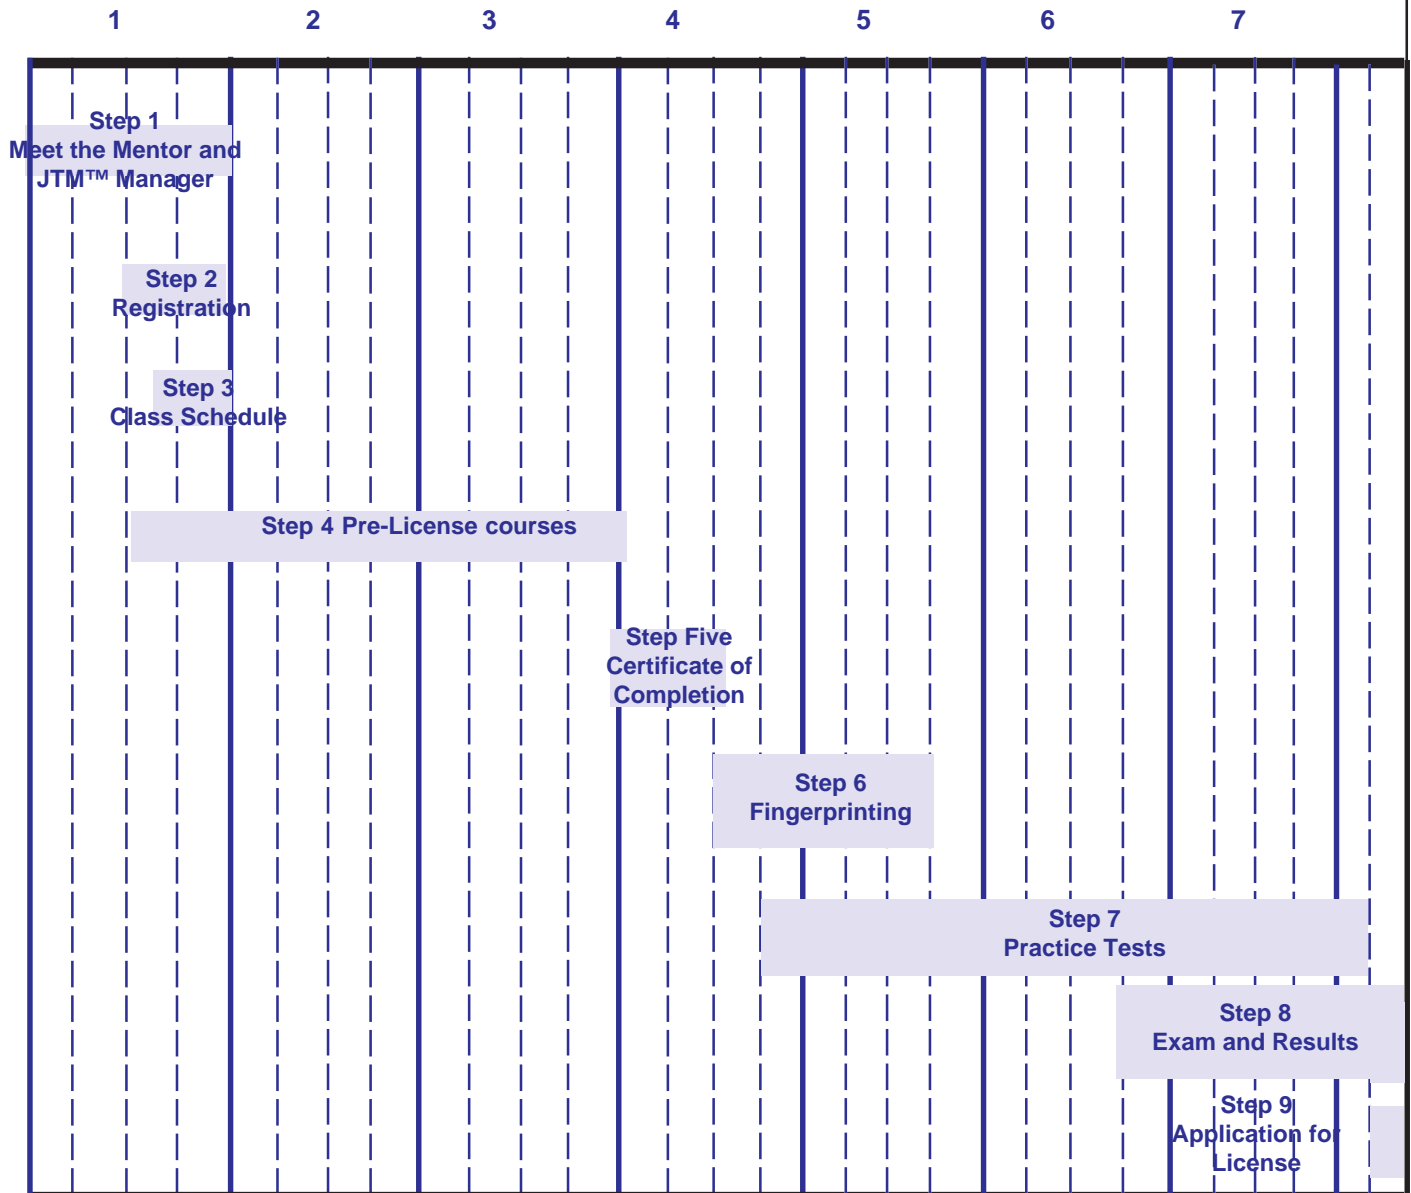 1 2 3 4 5 6 7
Step 1
Meet the Mentor and
JTM™ Manager
Step 2
Registration
Step 3
Class Schedule
Step 4 Pre-License courses
Step Five
Certificate of
Completion
Step 6
Fingerprinting
Step 7
Practice Tests
Step 8
Exam and Results
Step 9
Application for
License